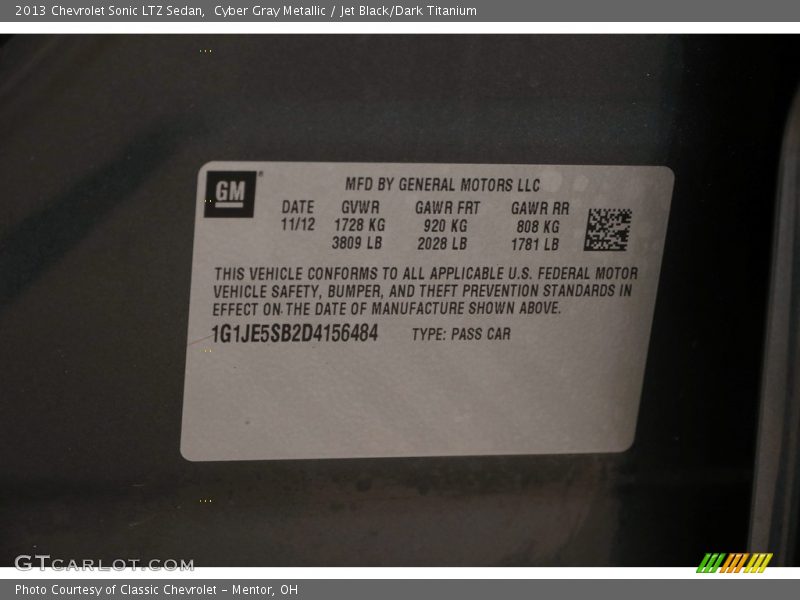 2013 Chevrolet Sonic LTZ Sedan,  Cyber Gray Metallic / Jet Black/Dark Titanium
GM
MFD BY GENERAL MOTORS LLC
DATE GVWR GAWR FRT GAWR RR
11/12 1728 KG 920 KG 808 KG
3809 LB 2028 LB 1781 LB
THIS VEHICLE CONFORMS TO ALL APPLICABLE U.S. FEDERAL MOTOR
VEHICLE SAFETY, BUMPER, AND THEFT PREVENTION STANDARDS IN
EFFECT ON THE DATE OF MANUFACTURE SHOWN ABOVE.
1G1JE5SB2D4156484 TYPE: PASS CAR
GTCARLOT.COM
Photo Courtesy of Classic Chevrolet - Mentor, OH